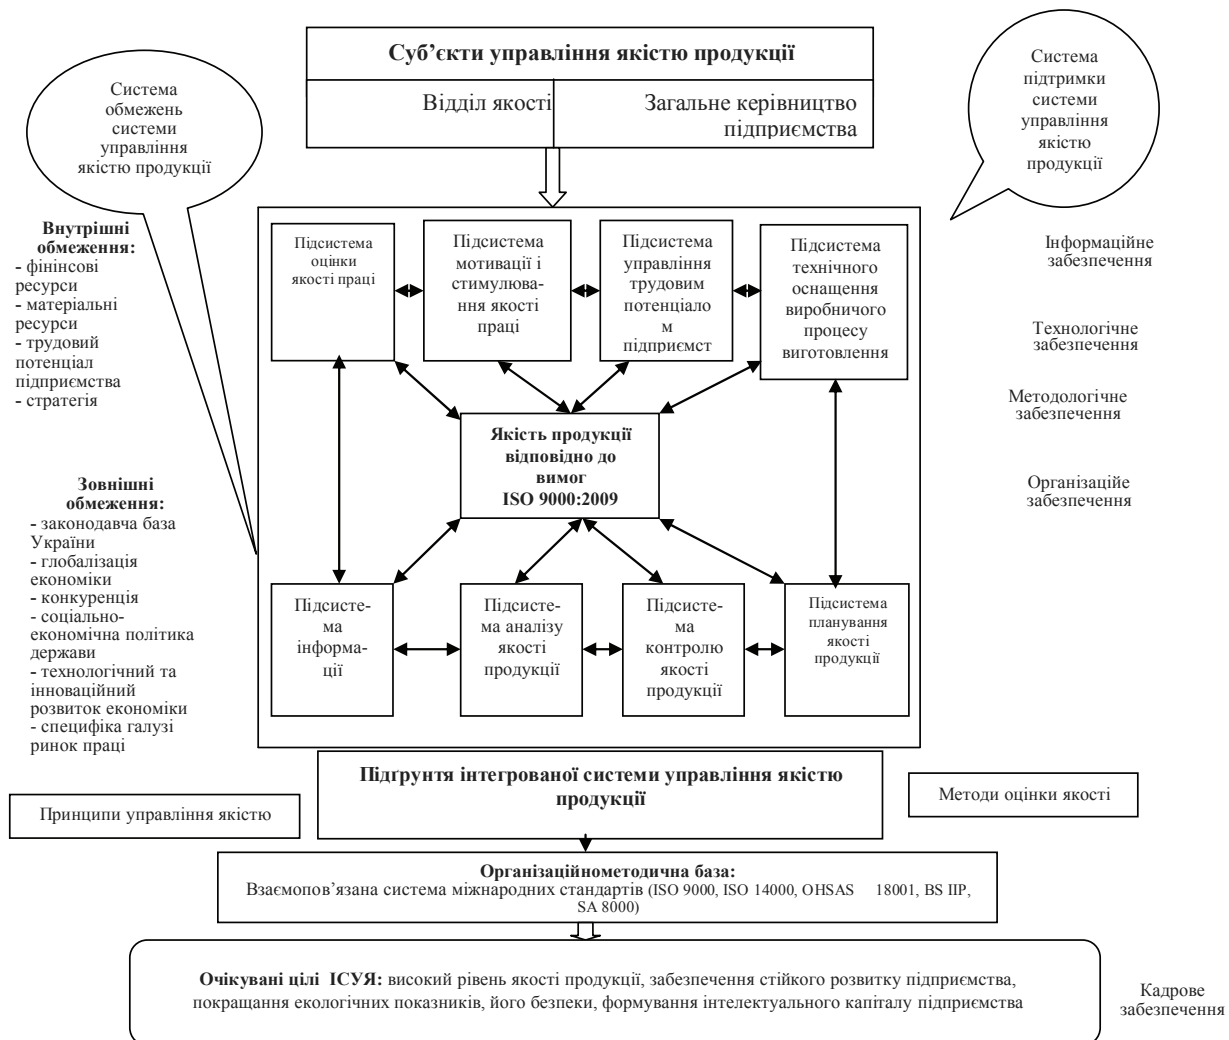 Суб’єкти управління якістю продукції
Відділ якості
Загальне керівництво
підприємства
Система
обмежень
системи
управління
якістю продукції
Система
підтримки
системи
управління
якістю
продукції
Внутрішні
обмеження:
- фінінсові
ресурси
- матеріальні
ресурси
- трудовий
потенціал
підприємства
- стратегія
Зовнішні
обмеження:
- законодавча база
України
- глобалізація
економіки
- конкуренція
- соціально-
економічна політика
держави
- технологічний та
інноваційний
розвиток економіки
- специфіка галузі
ринок праці
Підсистема
оцінки
якості праці
Підсистема
мотивації і
стимулюва-
ння якості
праці
Підсистема
управління
трудовим
потенціало
м
підприємст
Підсистема
технічного
оснащення
виробничого
процесу
виготовлення
Якість продукції
відповідно до
вимог
ISO 9000:2009
Підсисте-
ма
інформа-
ції
Підсисте-
ма аналізу
якості
продукції
Підсисте-
ма
контролю
якості
продукції
Підсистема
планування
якості
продукції
Інформаційне
забезпечення
Технологічне
забезпечення
Методологічне
забезпечення
Організаційе
забезпечення
Підґрунтя інтегрованої системи управління якістю
продукції
Принципи управління якістю
Методи оцінки якості
Організаційнометодична база:
Взаємопов’язана система міжнародних стандартів (ISO 9000, ISO 14000, OHSAS 18001, BS IIP,
SA 8000)
Очікувані цілі ІСУЯ: високий рівень якості продукції, забезпечення стійкого розвитку підприємства,
покращання екологічних показників, його безпеки, формування інтелектуального капіталу підприємства
Кадрове
забезпечення